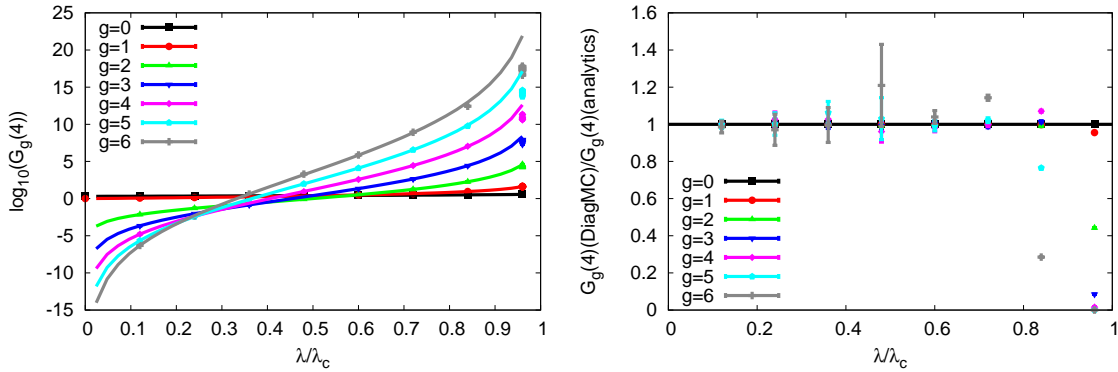 g=0
g=1
g=2
g=3
g=4
g=5
g=6
25
20
15
10
5
0
-5
-10
-15
log10(Gg(4))
0 0.1 0.2 0.3 0.4 0.5 0.6 0.7 0.8 0.9 1
λ/λc
1.6
1.4
1.2
1
0.8
0.6
0.4
0.2
0
Gg(4)(DiagMC)/Gg(4)(analytics)
g=0
g=1
g=2
g=3
g=4
g=5
g=6
0 0.2 0.4 0.6 0.8 1
λ/λc